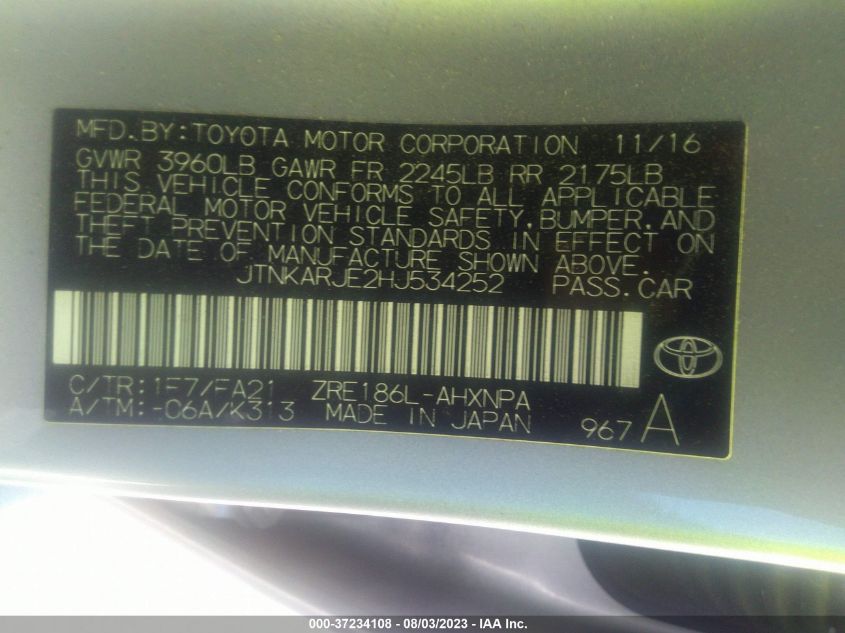 MFD.BY:TOYOTA MOTOR CORPORATION 11/16
GVWR 3960LB GAWR FR 2245LB RR 2175LB
THIS VEHICLE CONFORMS TO ALL APPLICABLE
FEDERAL MOTOR VEHICLE SAFETY,BUMPER,AND
THEFT PREVENTION STANDARDS IN EFFECT ON
THE DATE OF MANUFACTURE SHOWN ABOVE.
JTNKARJE2HJ534252 PASS.CAR
C/TR:1F7/FA21 ZRE186L-AHXNPA
A/TM:-06A/K313 MADE IN JAPAN 967A
000-37234108 - 08/03/2023 - IAA Inc.